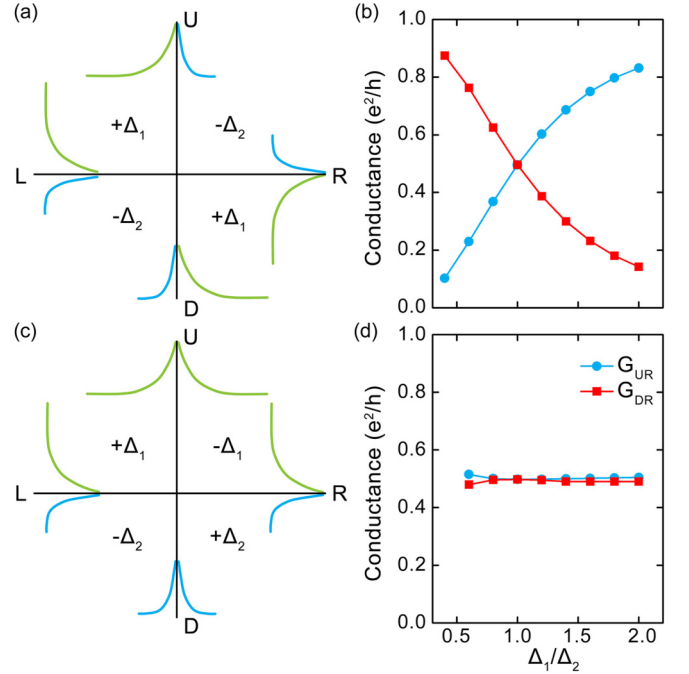 (a)
U
+Δ₁
-Δ₂
L
R
-Δ₂
+Δ₁
D
(b)
Conductance (e²/h)
1.0
0.8
0.6
0.4
0.2
0.0
(c)
U
+Δ₁
-Δ₁
L
R
-Δ₂
+Δ₂
D
(d)
Conductance (e²/h)
1.0
0.8
0.6
0.4
0.2
0.0
G_UR
G_DR
0.5 1.0 1.5 2.0
Δ₁/Δ₂